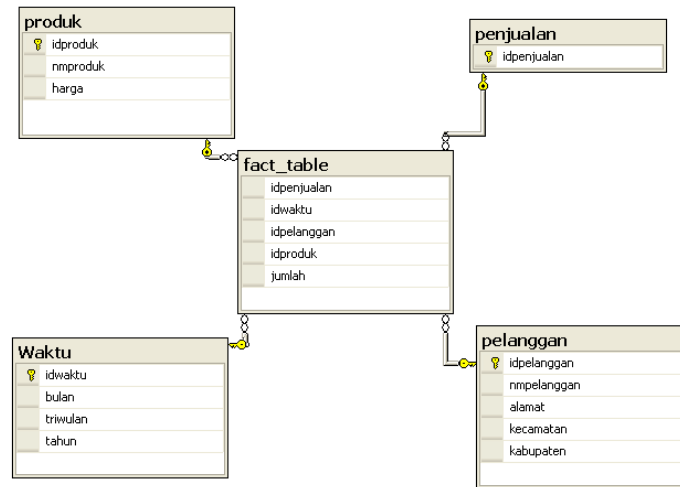 produk
idproduk
nmproduk
harga
penjualan
idpenjualan
fact_table
idpenjualan
idwaktu
idpelanggan
idproduk
jumlah
Waktu
idwaktu
bulan
triwulan
tahun
pelanggan
idpelanggan
nmpelanggan
alamat
kecamatan
kabupaten